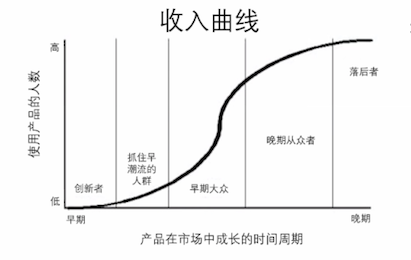 收入曲线
高
使用产品的人数
低
创新者
抓住早
潮流的
人群
早期大众
晚期从众者
落后者
早期
晚期
产品在市场中成长的时间周期